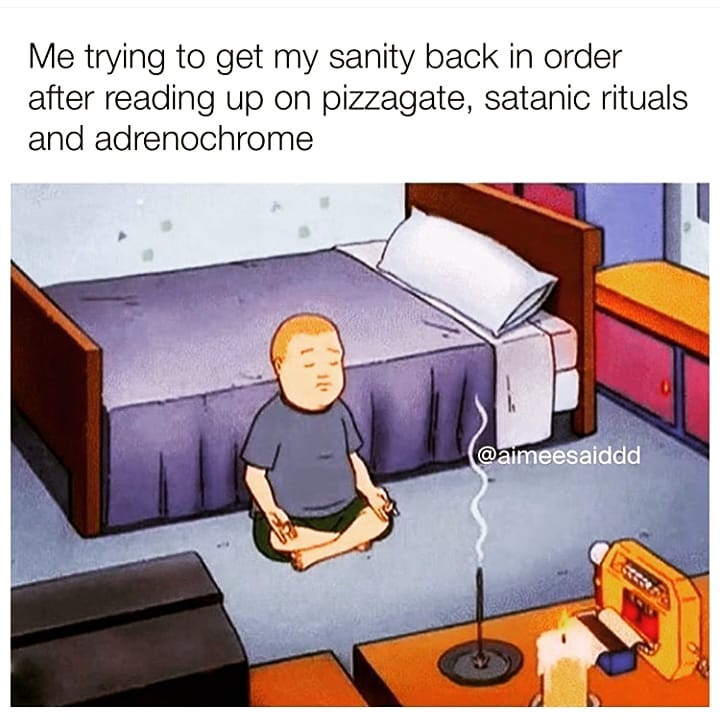 Me trying to get my sanity back in order
after reading up on pizzagate, satanic rituals
and adrenochrome
@aimeesaiddd